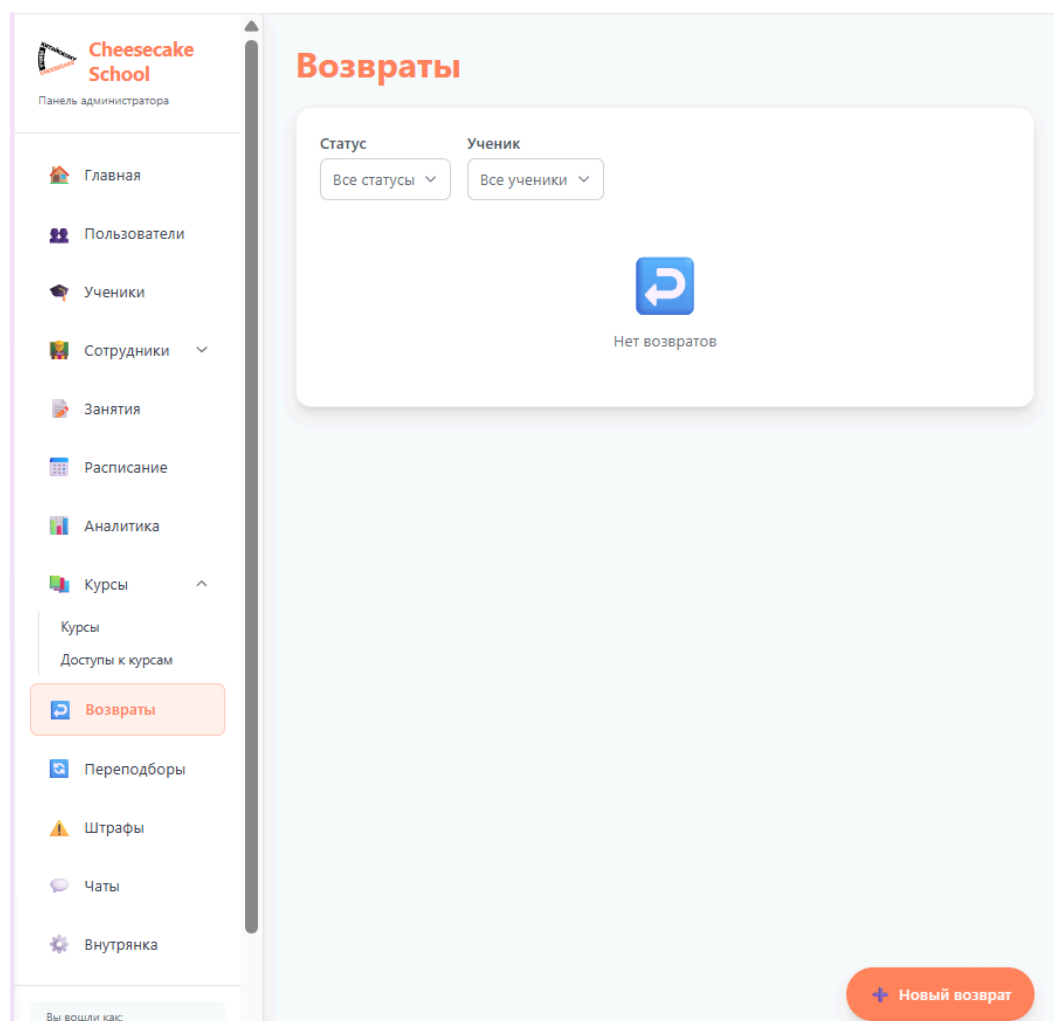 Cheesecake
School
Панель администратора
Главная
Пользователи
Ученики
Сотрудники
Занятия
Расписание
Аналитика
Курсы
Курсы
Доступы к курсам
Возвраты
Переподборы
Штрафы
Чаты
Внутрянка
Вы вошли как:
Возвраты
Статус
Ученик
Все статусы
Все ученики
Нет возвратов
Новый возврат